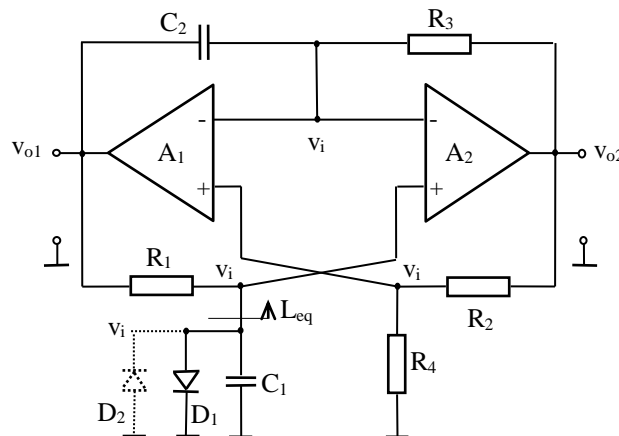 C₂
R₃
- -
vᵢ
A₁ A₂
vₒ₁ vₒ₂
+ +
R₁ vᵢ vᵢ R₂
Lₑq
vᵢ
C₁ R₄
D₂ D₁